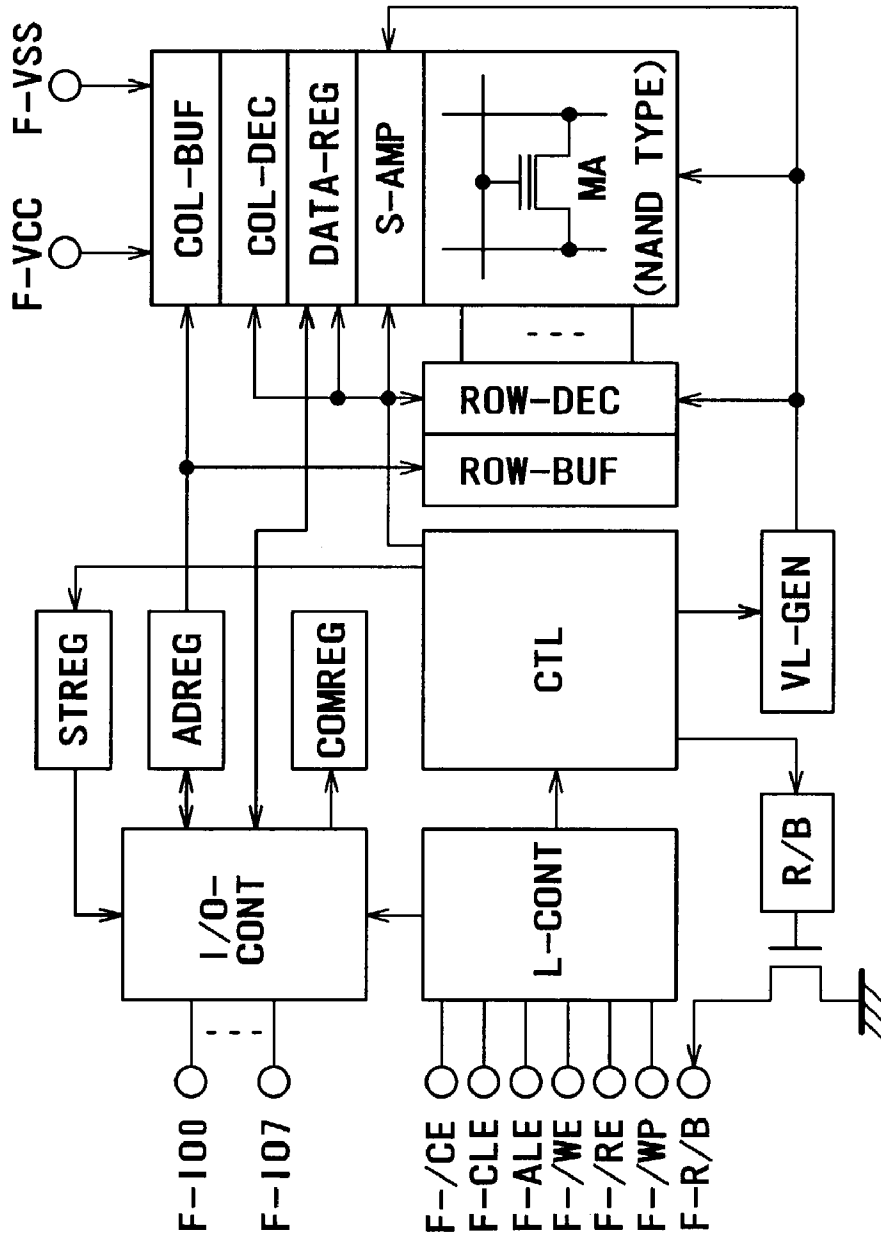 F-VCC
F-VSS
COL-BUF
COL-DEC
DATA-REG
S-AMP
MA
(NAND TYPE)
ROW-DEC
ROW-BUF
STREG
ADREG
COMREG
CTL
VL-GEN
I/O-
CONT
L-CONT
R/B
F-IO0
F-IO7
F-/CE
F-CLE
F-ALE
F-/WE
F-/RE
F-/WP
F-R/B